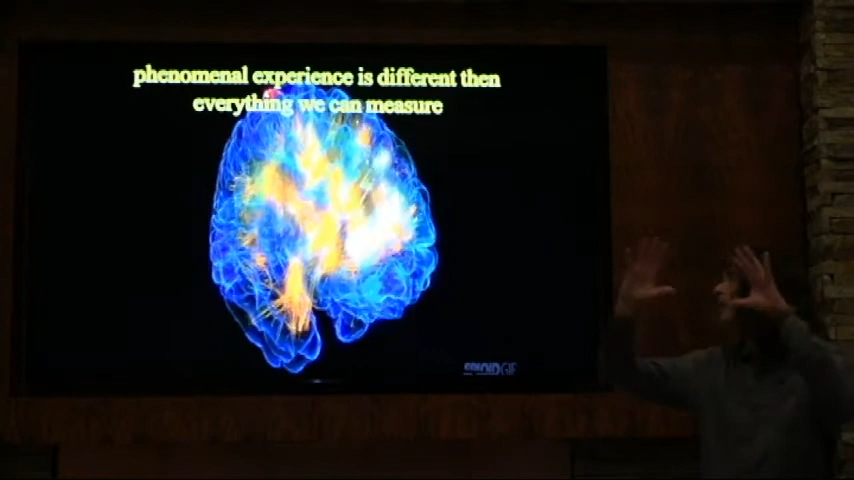 phenomenal experience is different then
everything we can measure